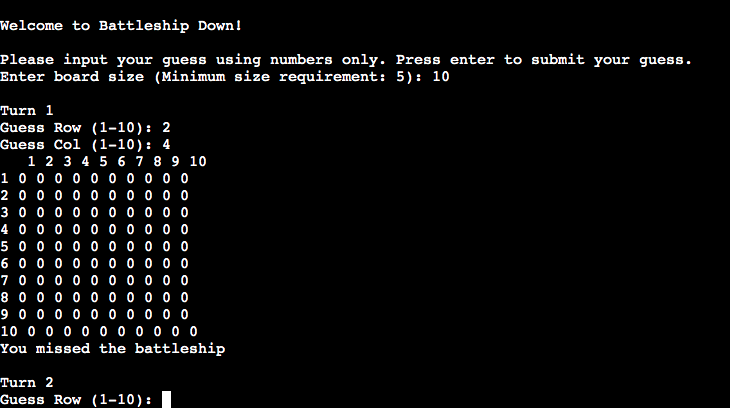 Welcome to Battleship Down!
Please input your guess using numbers only. Press enter to submit your guess.
Enter board size (Minimum size requirement: 5): 10
Turn 1
Guess Row (1-10): 2
Guess Col (1-10): 4
1 2 3 4 5 6 7 8 9 10
1 0 0 0 0 0 0 0 0 0 0
2 0 0 0 0 0 0 0 0 0 0
3 0 0 0 0 0 0 0 0 0 0
4 0 0 0 0 0 0 0 0 0 0
5 0 0 0 0 0 0 0 0 0 0
6 0 0 0 0 0 0 0 0 0 0
7 0 0 0 0 0 0 0 0 0 0
8 0 0 0 0 0 0 0 0 0 0
9 0 0 0 0 0 0 0 0 0 0
10 0 0 0 0 0 0 0 0 0 0
You missed the battleship
Turn 2
Guess Row (1-10):